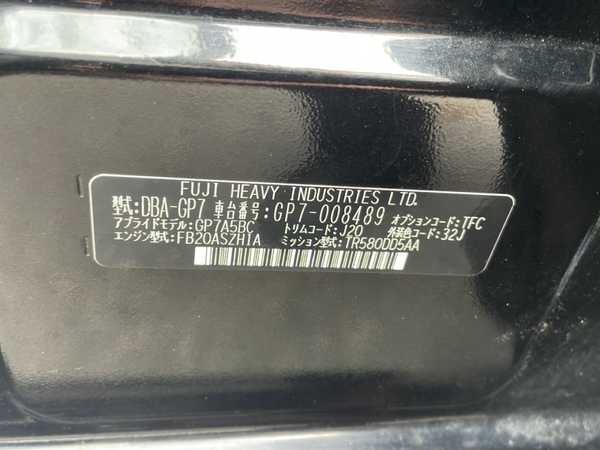 FUJI HEAVY INDUSTRIES LTD.
型式:DBA-GP7 車台番号:GP7-008489 オプションコード:TFC
アプライドモデル:GP7A5BC トリムコード:J20 外装色コード:32J
エンジン型式:FB20ASZH1A ミッション型式:TR580DD5AA